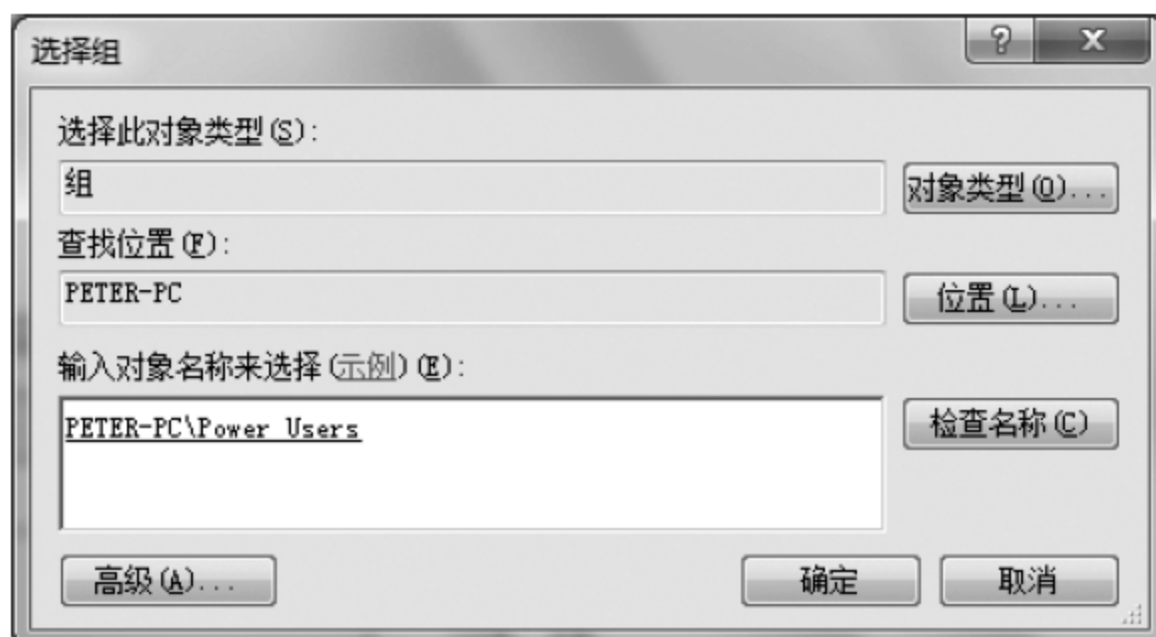 选择组
选择此对象类型(S):
组
对象类型(O)...
查找位置(F):
PETER-PC
位置(L)...
输入对象名称来选择(示例)(E):
PETER-PC\Power Users
检查名称(C)
高级(A)...
确定
取消